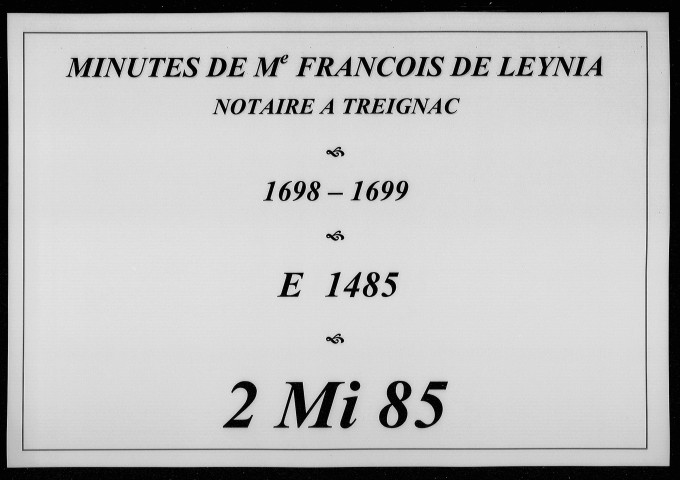 MINUTES DE Mᵉ FRANCOIS DE LEYNIA
NOTAIRE A TREIGNAC
1698 – 1699
E 1485
2 Mi 85